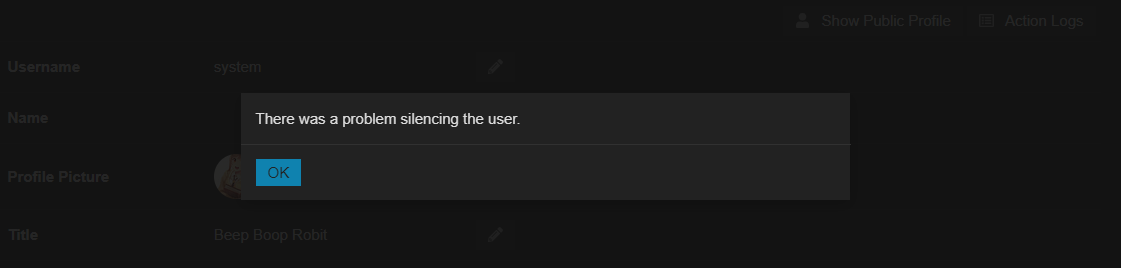 Show Public Profile Action Logs
Username system
There was a problem silencing the user.
Name
OK
Profile Picture
Title Beep Boop Robit